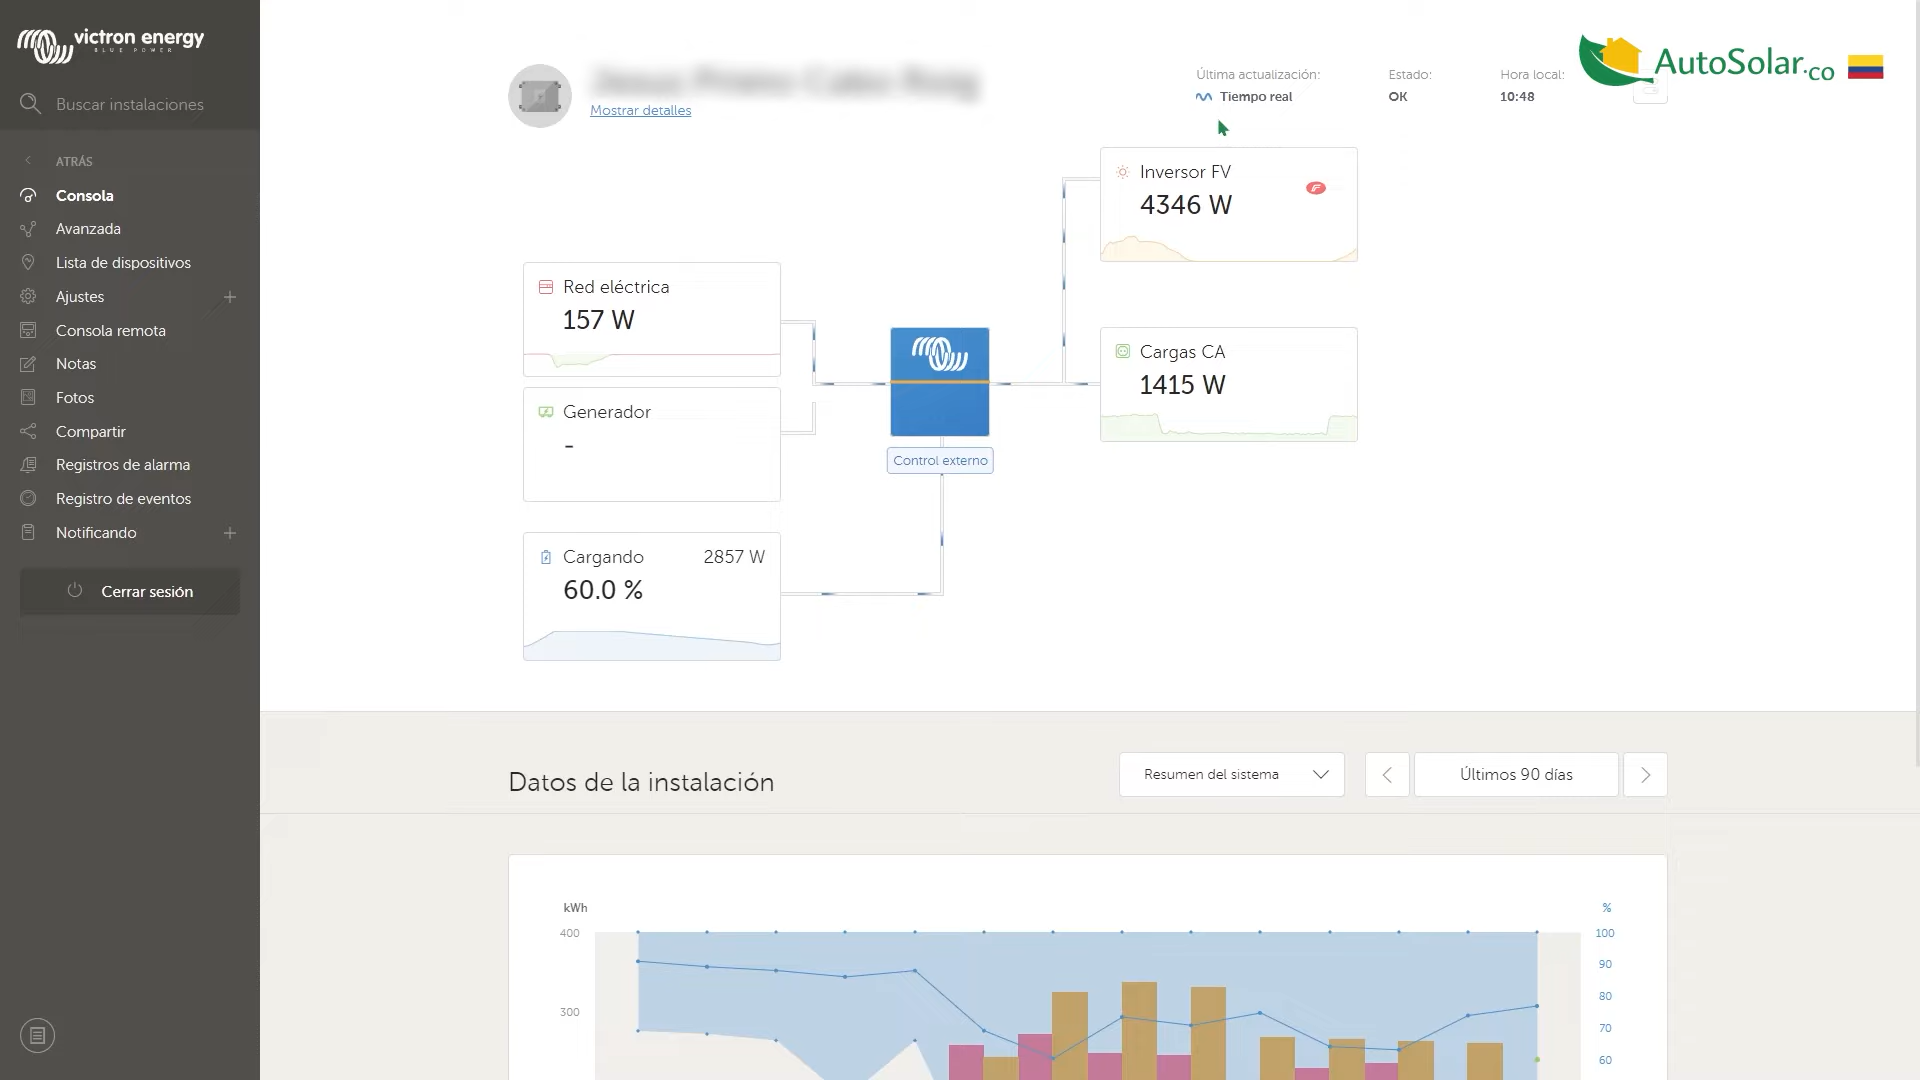 victron energy
BLUE POWER
Buscar instalaciones
ATRÁS
Consola
Avanzada
Lista de dispositivos
Ajustes
Consola remota
Notas
Fotos
Compartir
Registros de alarma
Registro de eventos
Notificando
Cerrar sesión
Mostrar detalles
Última actualización:
Tiempo real
Estado:
OK
Hora local:
10:48
AutoSolar.co
Inversor FV
4346 W
Red eléctrica
157 W
Generador
-
Cargas CA
1415 W
Control externo
Cargando 2857 W
60.0 %
Datos de la instalación
Resumen del sistema
Últimos 90 días
kWh
400
300
%
100
90
80
70
60